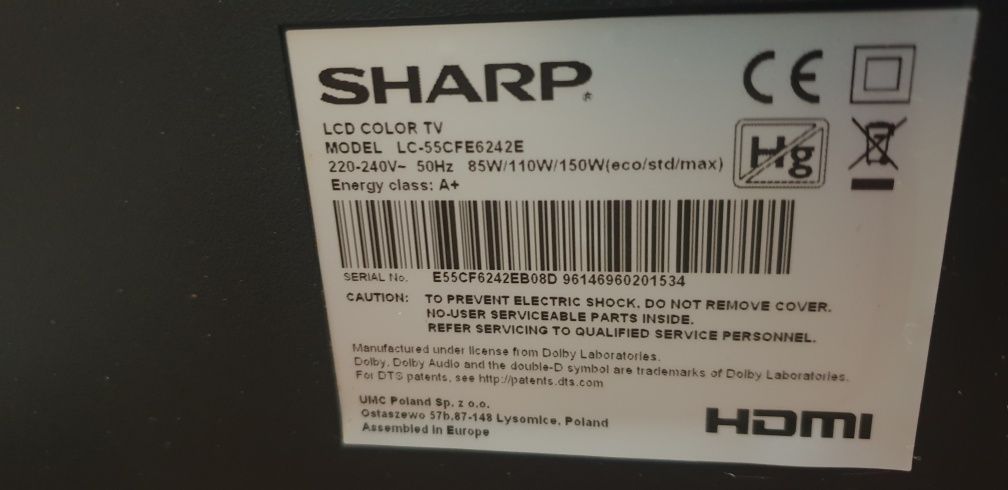 SHARP®
CE
LCD COLOR TV
MODEL LC-55CFE6242E
220-240V~ 50Hz 85W/110W/150W(eco/std/max)
Energy class: A+
Hg
SERIAL No. E55CF6242EB08D 96146960201534
CAUTION: TO PREVENT ELECTRIC SHOCK, DO NOT REMOVE COVER.
NO-USER SERVICEABLE PARTS INSIDE.
REFER SERVICING TO QUALIFIED SERVICE PERSONNEL.
Manufactured under license from Dolby Laboratories.
Dolby, Dolby Audio and the double-D symbol are trademarks of Dolby Laboratories.
For DTS patents, see http://patents.dts.com
UMC Poland Sp. z o.o.
Ostaszewo 57b,87-148 Lysomice, Poland
Assembled in Europe
HDMI